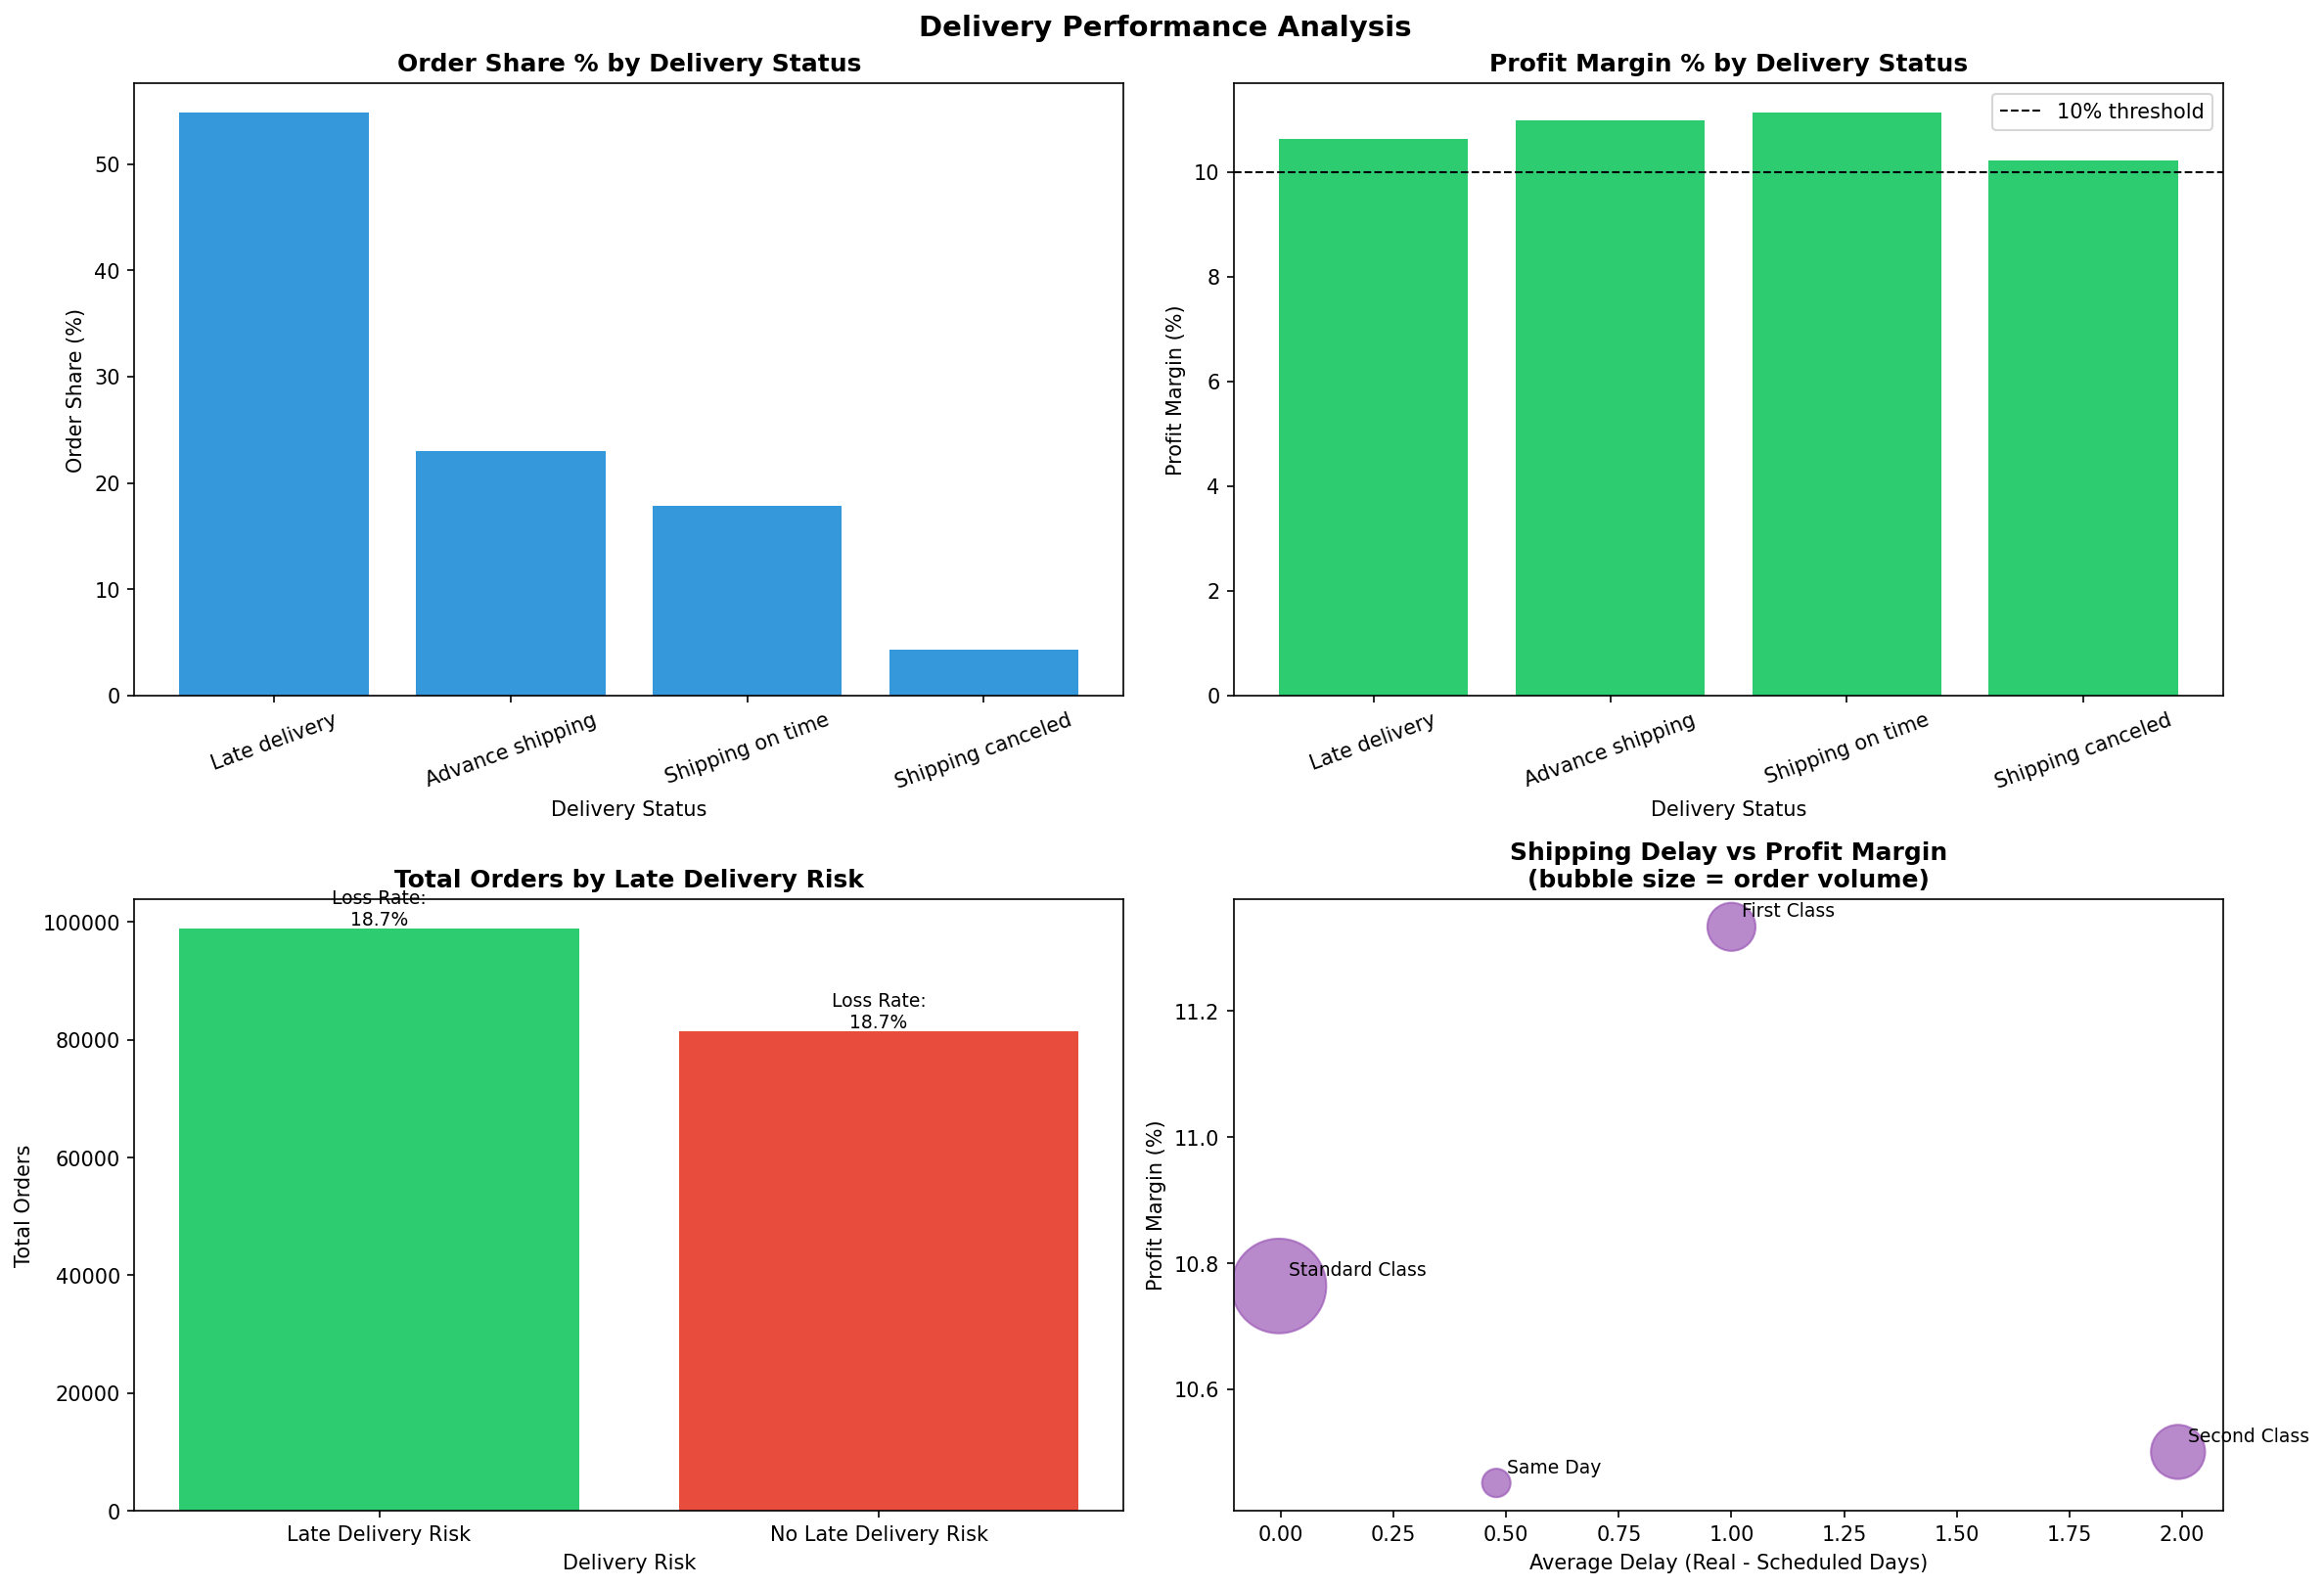 Delivery Performance Analysis
Order Share % by Delivery Status
Order Share (%)
50
40
30
20
10
0
Late delivery
Advance shipping
Shipping on time
Shipping canceled
Delivery Status
Profit Margin % by Delivery Status
10% threshold
Profit Margin (%)
10
8
6
4
2
0
Late delivery
Advance shipping
Shipping on time
Shipping canceled
Delivery Status
Total Orders by Late Delivery Risk
Loss Rate:
18.7%
Loss Rate:
18.7%
Total Orders
100000
80000
60000
40000
20000
0
Late Delivery Risk
No Late Delivery Risk
Delivery Risk
Shipping Delay vs Profit Margin
(bubble size = order volume)
First Class
Standard Class
Second Class
Same Day
Profit Margin (%)
11.2
11.0
10.8
10.6
0.00
0.25
0.50
0.75
1.00
1.25
1.50
1.75
2.00
Average Delay (Real - Scheduled Days)